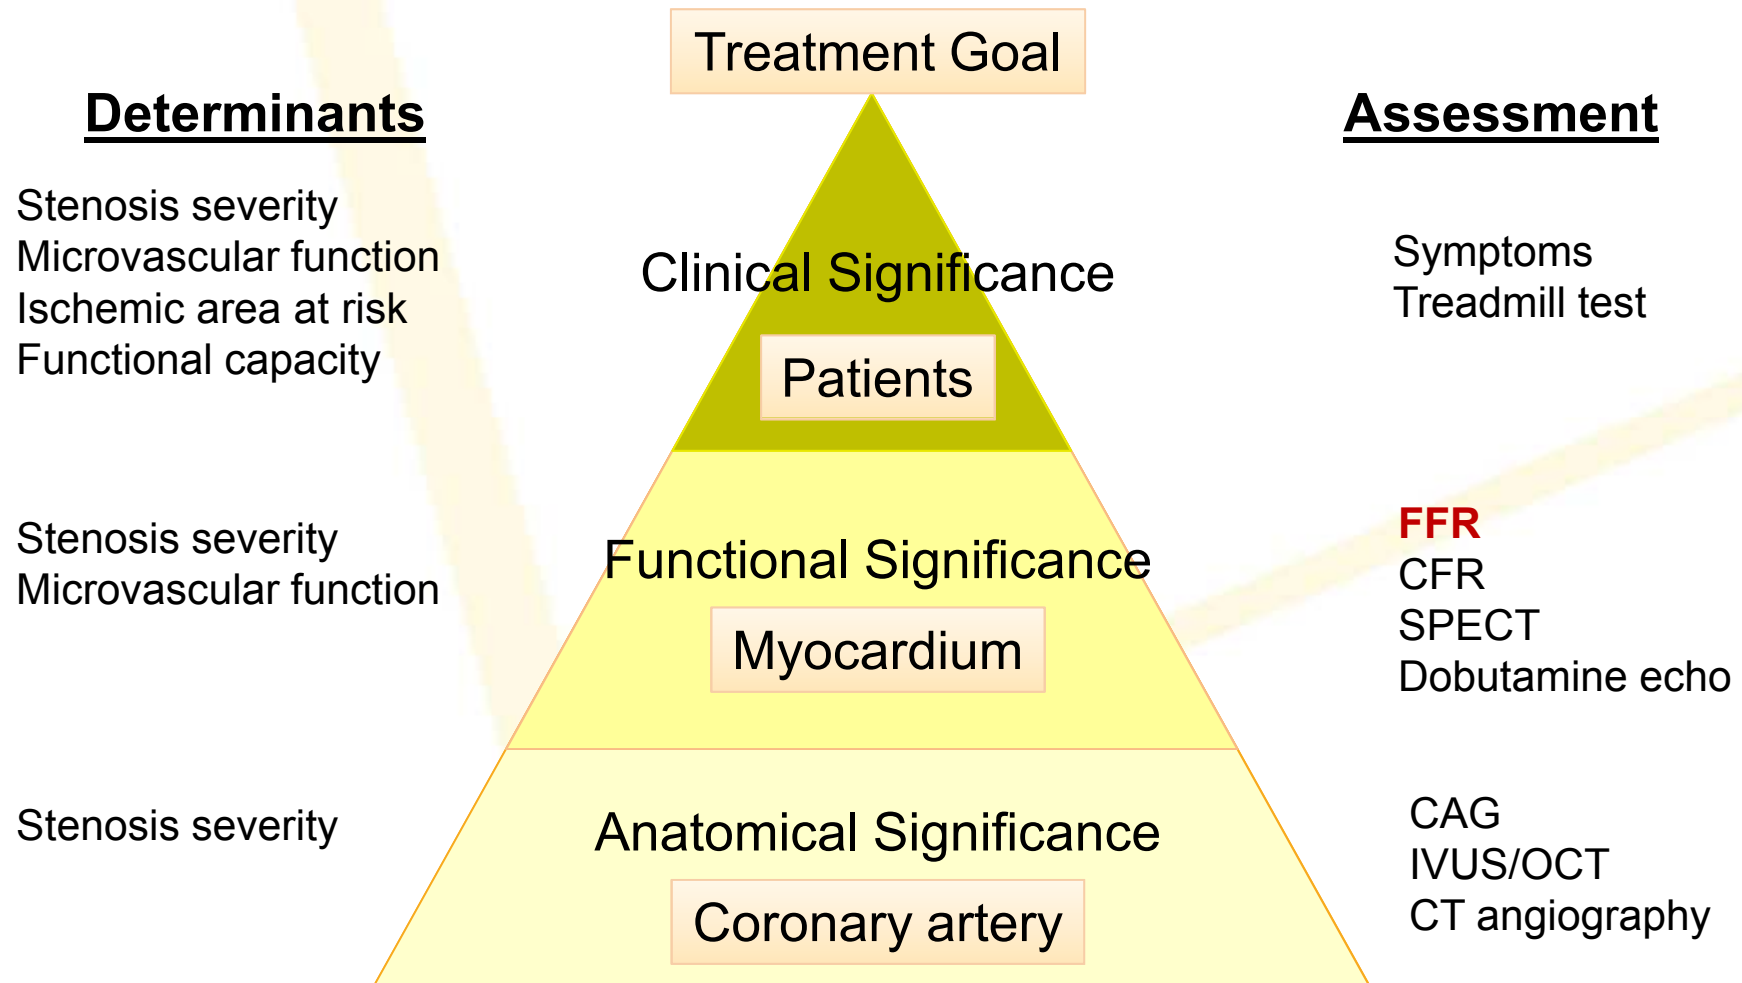 Treatment Goal
Determinants
Assessment
Stenosis severity
Microvascular function
Ischemic area at risk
Functional capacity
Clinical Significance
Patients
Symptoms
Treadmill test
Stenosis severity
Microvascular function
Functional Significance
Myocardium
FFR
CFR
SPECT
Dobutamine echo
Stenosis severity
Anatomical Significance
Coronary artery
CAG
IVUS/OCT
CT angiography